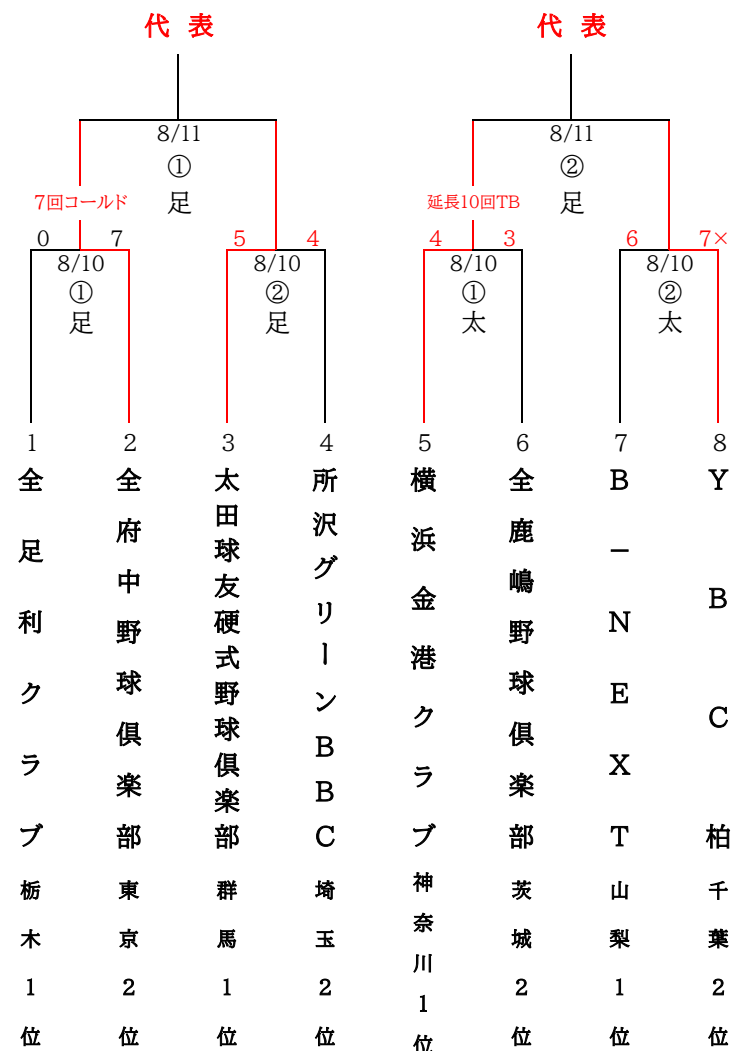 代表 代表
8/11 8/11
① ②
足 足
7回コールド 延長10回TB
0 7 5 4 4 3 6 7×
8/10 8/10 8/10 8/10
① ② ① ②
足 足 太 太
1 2 3 4 5 6 7 8
全足利クラブ 栃木1位
全府中野球倶楽部 東京2位
太田球友硬式野球倶楽部 群馬1位
所沢グリーンBBC 埼玉2位
横浜金港クラブ 神奈川1位
全鹿嶋野球倶楽部 茨城2位
B－NEXT 山梨1位
YBC柏 千葉2位